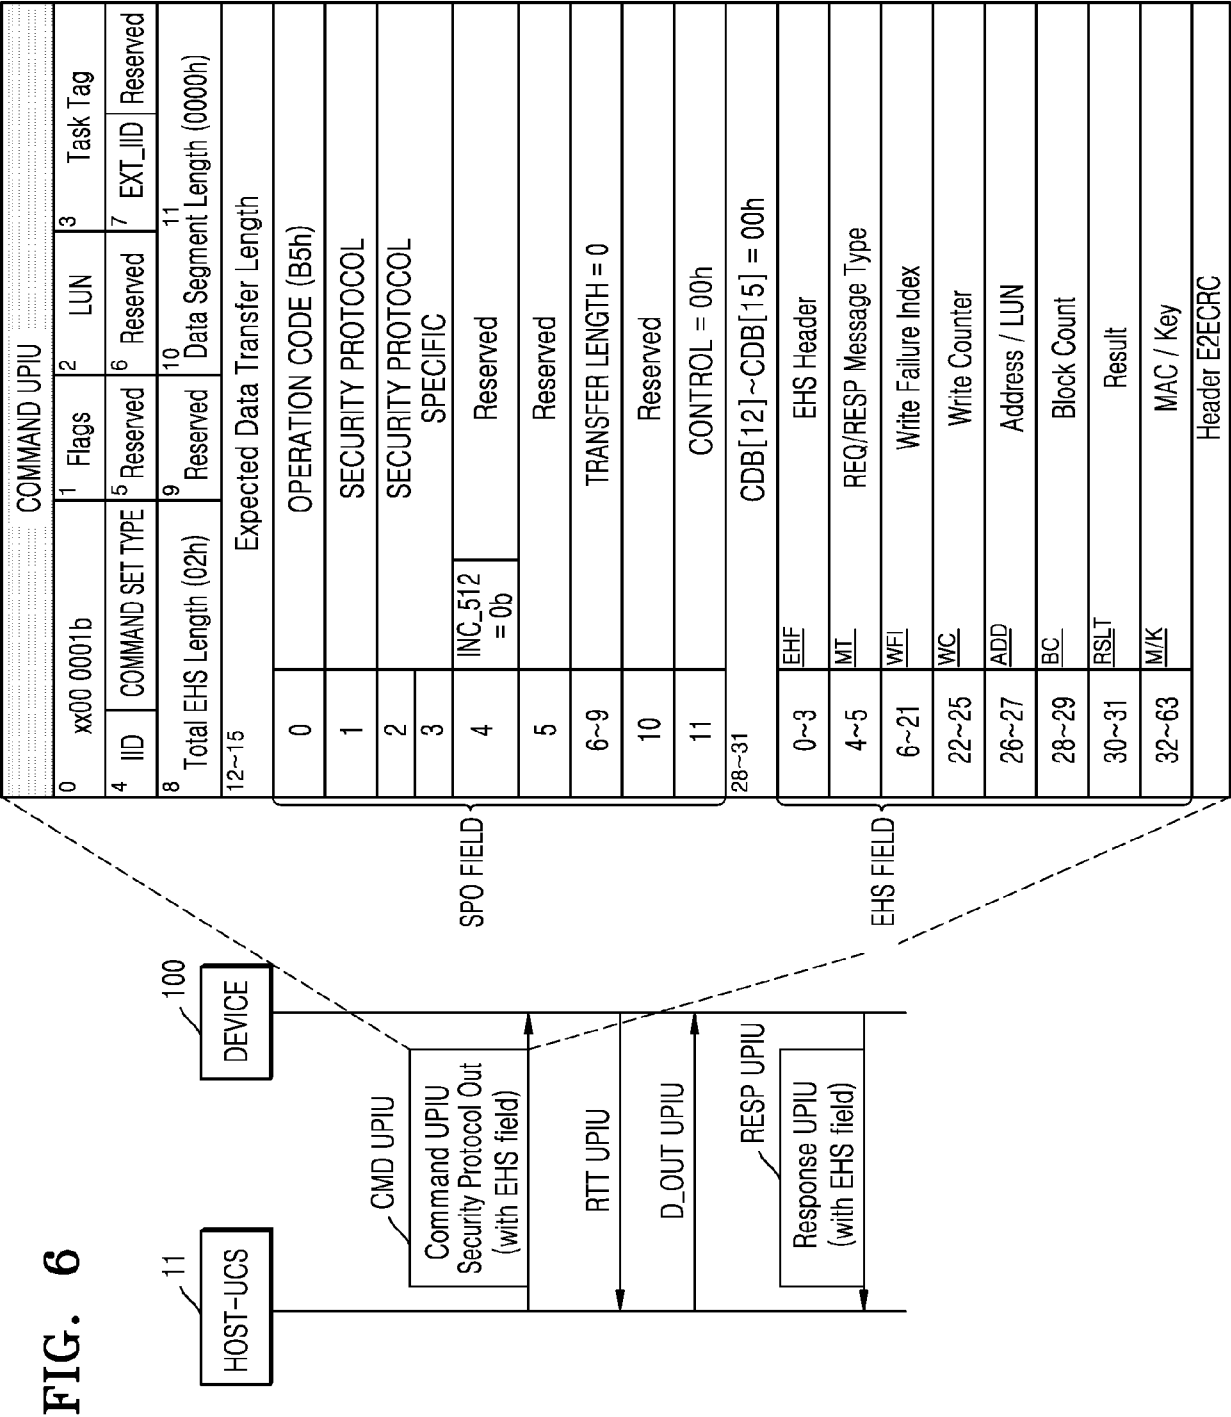 FIG. 6
11
HOST-UCS
100
DEVICE
CMD UPIU
Command UPIU
Security Protocol Out
(with EHS field)
RTT UPIU
D_OUT UPIU
RESP UPIU
Response UPIU
(with EHS field)
COMMAND UPIU
0 xx00 0001b 1 Flags 2 LUN 3 Task Tag
4 IID COMMAND SET TYPE 5 Reserved 6 Reserved 7 EXT_IID Reserved
8 Total EHS Length (02h) 9 Reserved 10 11 Data Segment Length (0000h)
12~15 Expected Data Transfer Length
SPO FIELD
0 OPERATION CODE (B5h)
1 SECURITY PROTOCOL
2 SECURITY PROTOCOL
3 SPECIFIC
4 INC_512 = 0b Reserved
5 Reserved
6~9 TRANSFER LENGTH = 0
10 Reserved
11 CONTROL = 00h
28~31 CDB[12]~CDB[15] = 00h
EHS FIELD
0~3 EHF EHS Header
4~5 MT REQ/RESP Message Type
6~21 WFI Write Failure Index
22~25 WC Write Counter
26~27 ADD Address / LUN
28~29 BC Block Count
30~31 RSLT Result
32~63 M/K MAC / Key
Header E2ECRC